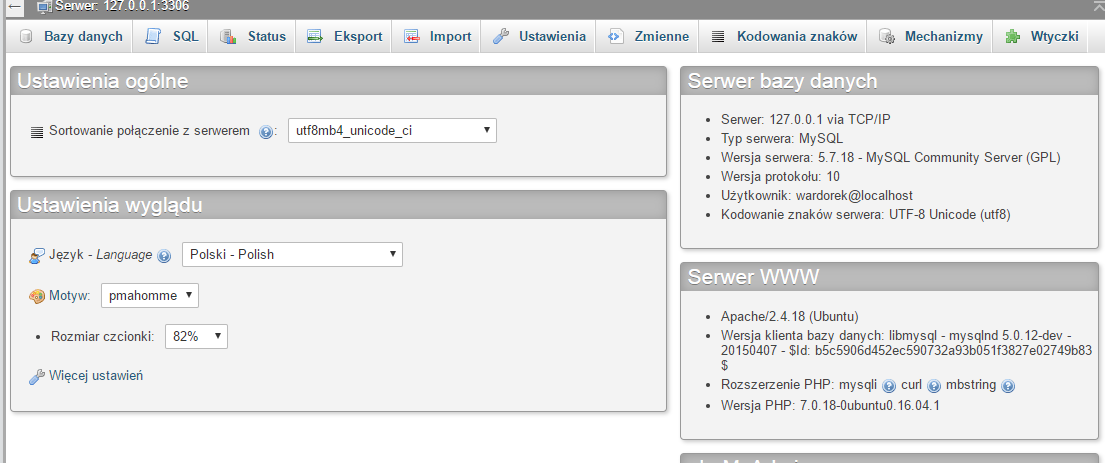 Serwer: 127.0.0.1:3306
Bazy danych SQL Status Eksport Import Ustawienia Zmienne Kodowania znaków Mechanizmy Wtyczki
Ustawienia ogólne
Sortowanie połączenie z serwerem : utf8mb4_unicode_ci
Ustawienia wyglądu
Język - Language Polski - Polish
Motyw: pmahomme
Rozmiar czcionki: 82%
Więcej ustawień
Serwer bazy danych
Serwer: 127.0.0.1 via TCP/IP
Typ serwera: MySQL
Wersja serwera: 5.7.18 - MySQL Community Server (GPL)
Wersja protokołu: 10
Użytkownik: wardorek@localhost
Kodowanie znaków serwera: UTF-8 Unicode (utf8)
Serwer WWW
Apache/2.4.18 (Ubuntu)
Wersja klienta bazy danych: libmysql - mysqlnd 5.0.12-dev -
20150407 - $Id: b5c5906d452ec590732a93b051f3827e02749b83
$
Rozszerzenie PHP: mysqli curl mbstring
Wersja PHP: 7.0.18-0ubuntu0.16.04.1